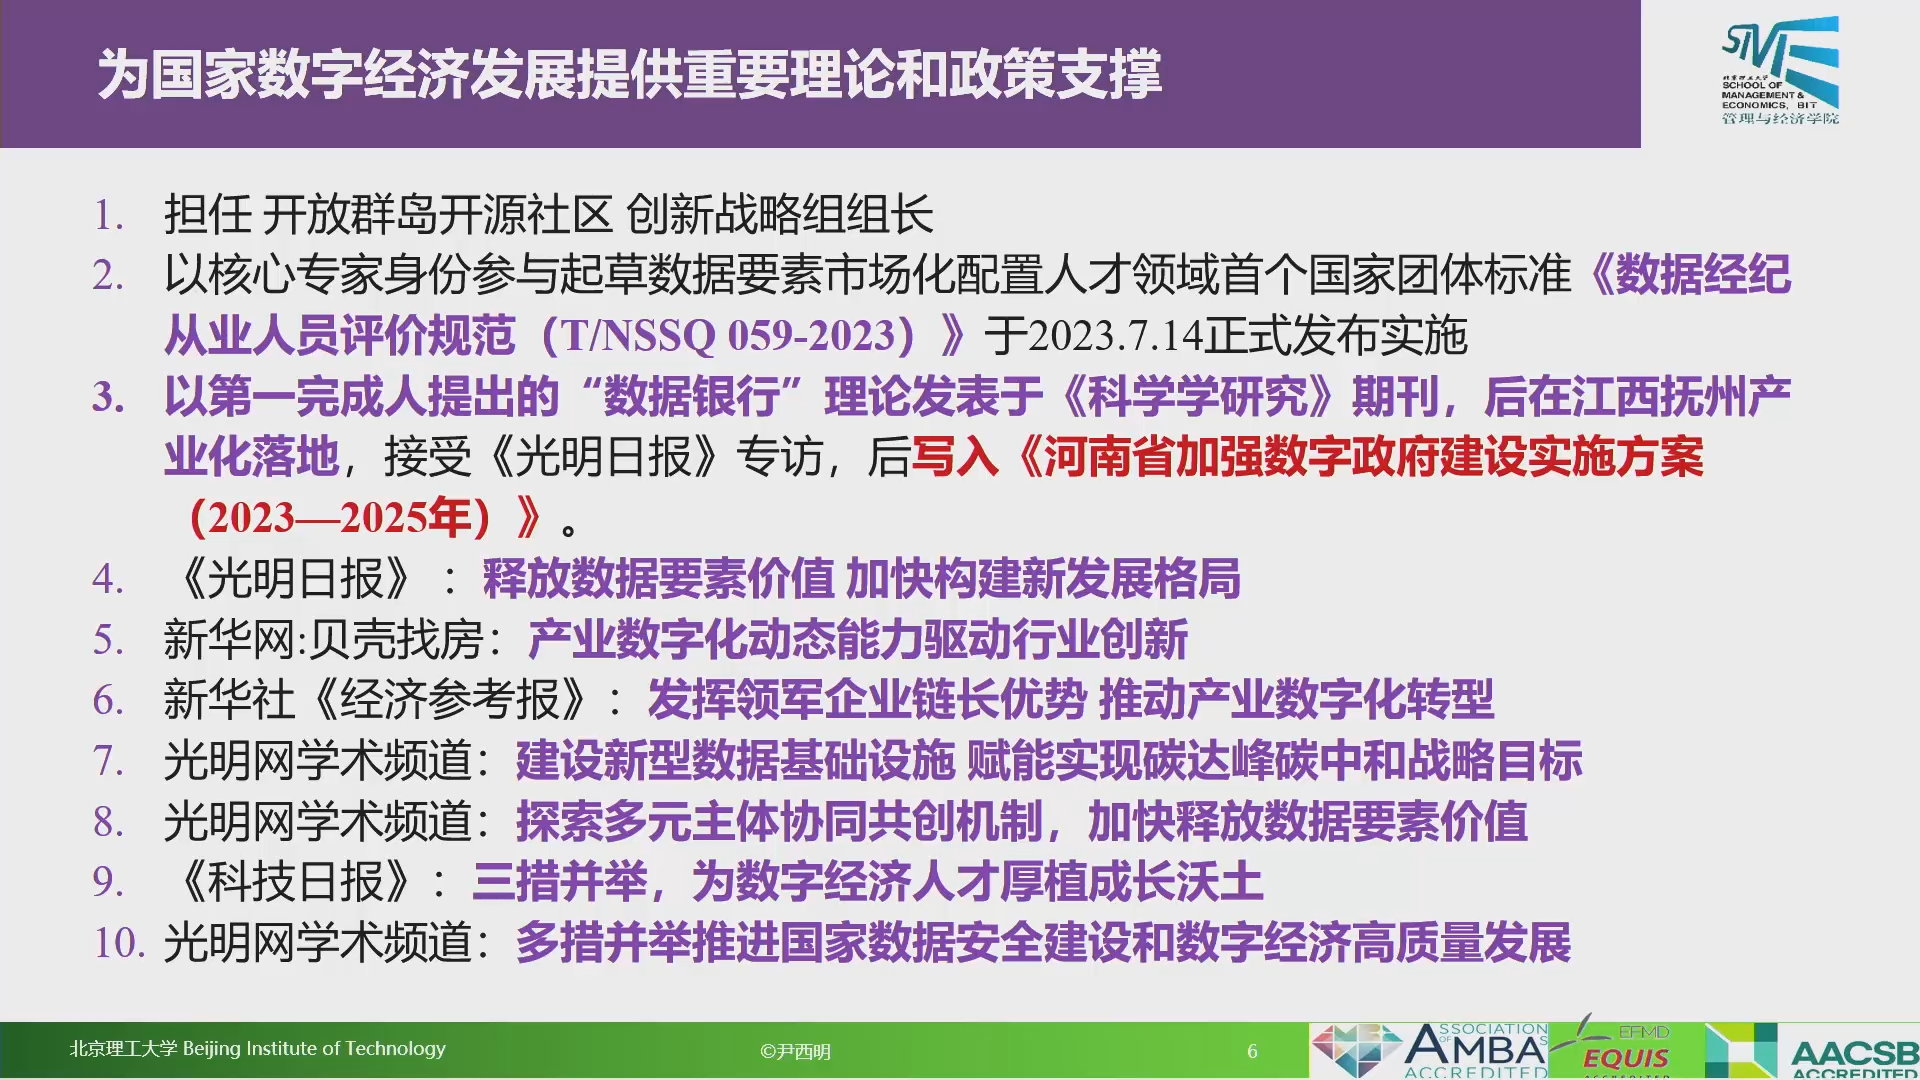 为国家数字经济发展提供重要理论和政策支撑
SME
北京理工大学
SCHOOL OF
MANAGEMENT &
ECONOMICS, BIT
管理与经济学院
1. 担任 开放群岛开源社区 创新战略组组长
2. 以核心专家身份参与起草数据要素市场化配置人才领域首个国家团体标准《数据经纪
从业人员评价规范（T/NSSQ 059-2023）》于2023.7.14正式发布实施
3. 以第一完成人提出的“数据银行”理论发表于《科学学研究》期刊，后在江西抚州产
业化落地，接受《光明日报》专访，后写入《河南省加强数字政府建设实施方案
（2023—2025年）》。
4. 《光明日报》：释放数据要素价值 加快构建新发展格局
5. 新华网:贝壳找房：产业数字化动态能力驱动行业创新
6. 新华社《经济参考报》：发挥领军企业链长优势 推动产业数字化转型
7. 光明网学术频道：建设新型数据基础设施 赋能实现碳达峰碳中和战略目标
8. 光明网学术频道：探索多元主体协同共创机制，加快释放数据要素价值
9. 《科技日报》：三措并举，为数字经济人才厚植成长沃土
10. 光明网学术频道：多措并举推进国家数据安全建设和数字经济高质量发展
北京理工大学 Beijing Institute of Technology
©尹西明
6
ASSOCIATION
OF
AMBAS
ACCREDITED
EFMD
EQUIS
ACCREDITED
AACSB
ACCREDITED